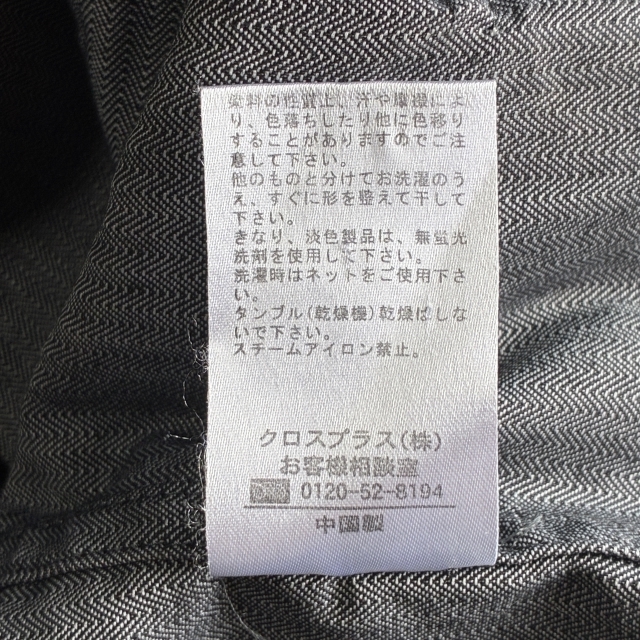 染料の性質上、汗や摩擦によ
り、色落ちしたり他に色移り
することがありますのでご注
意して下さい。
他のものと分けてお洗濯のう
え、すぐに形を整えて干して
下さい。
きなり、淡色製品は、無蛍光
洗剤を使用して下さい。
洗濯時はネットをご使用下さ
い。
タンブル(乾燥機)乾燥はしな
いで下さい。
スチームアイロン禁止。
クロスプラス(株)
お客様相談室
0120-52-8194
中国製